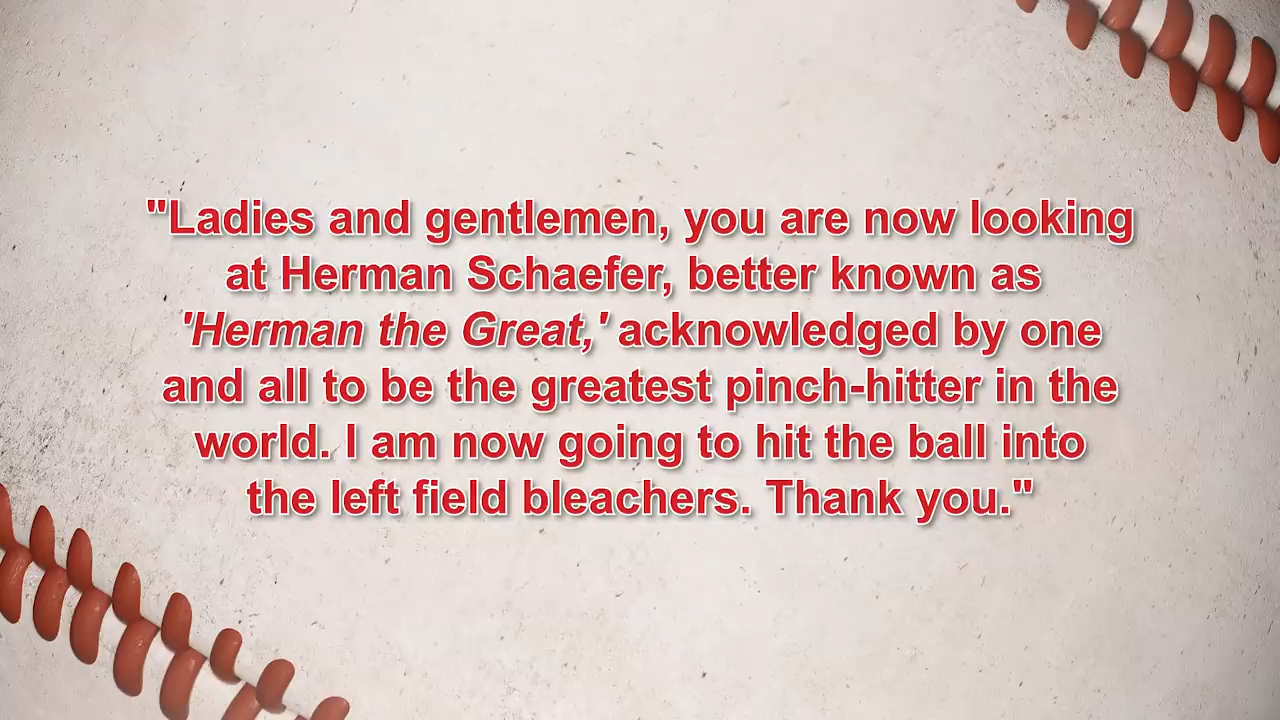 "Ladies and gentlemen, you are now looking
at Herman Schaefer, better known as
'Herman the Great,' acknowledged by one
and all to be the greatest pinch-hitter in the
world. I am now going to hit the ball into
the left field bleachers. Thank you."